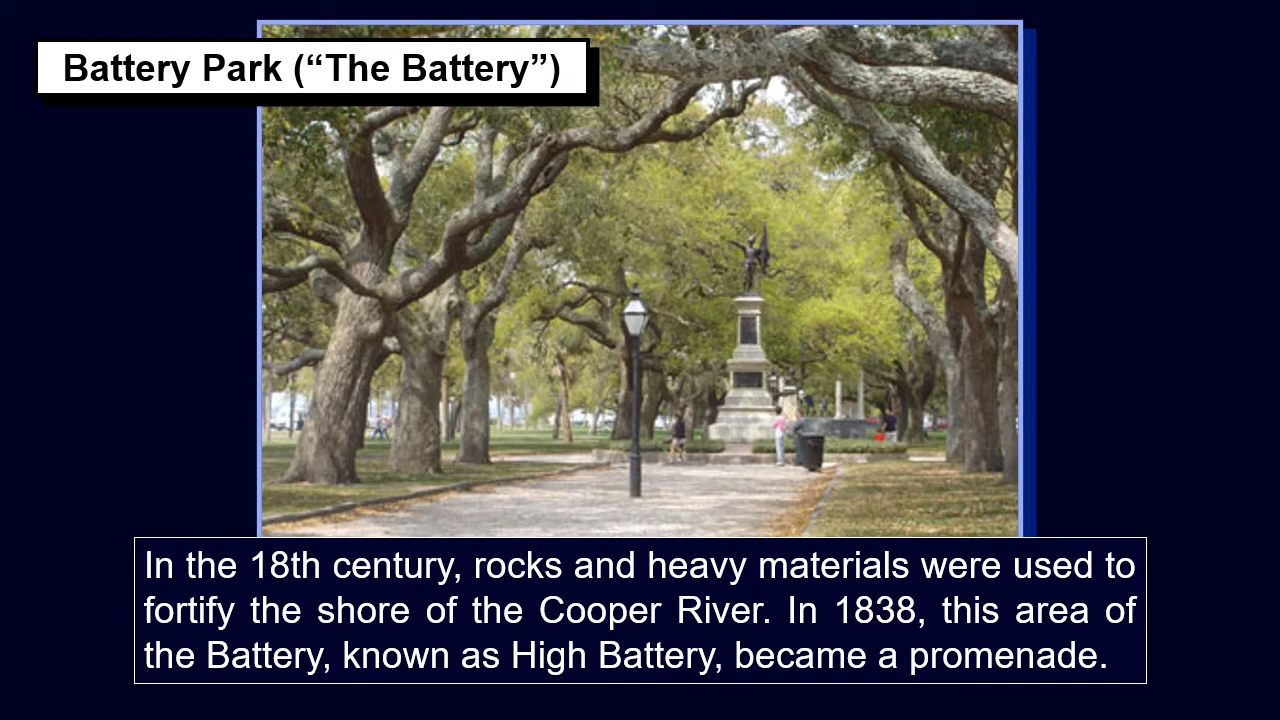 Battery Park (“The Battery”)
In the 18th century, rocks and heavy materials were used to
fortify the shore of the Cooper River. In 1838, this area of
the Battery, known as High Battery, became a promenade.